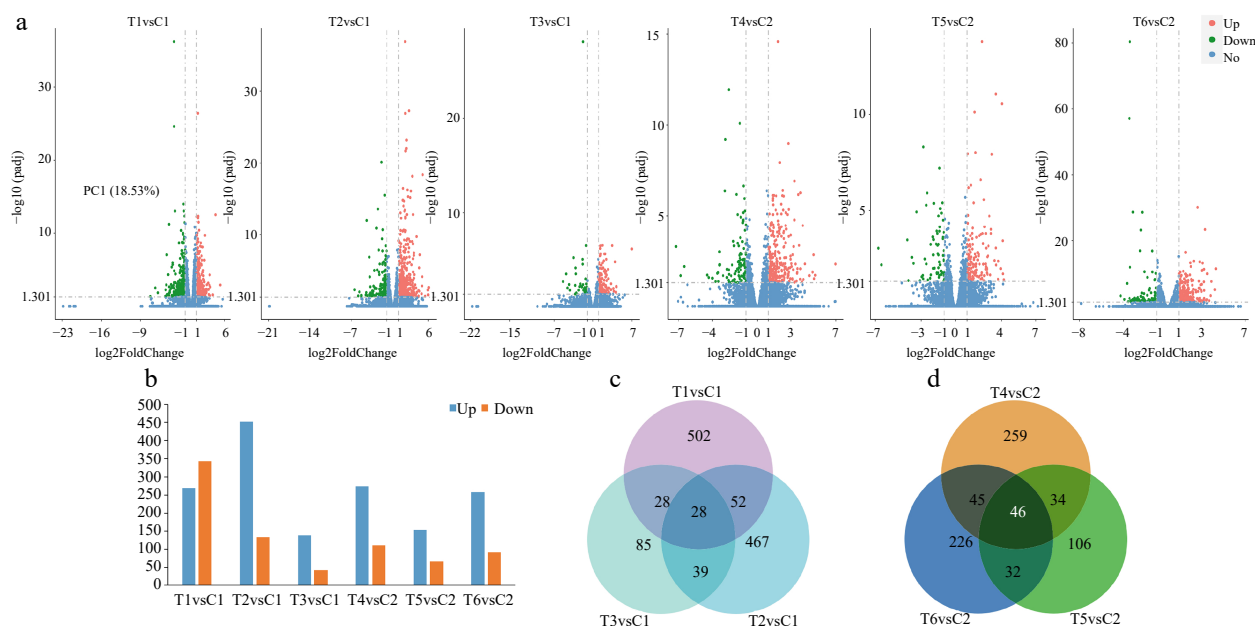 a
T1vsC1
T2vsC1
T3vsC1
T4vsC2
T5vsC2
T6vsC2
Up
Down
No
−log10 (padj)
30
20
10
1.301
PC1 (18.53%)
−23 −16 −9 −1 1 6
log2FoldChange
−log10 (padj)
30
20
10
1.301
−21 −14 −7 −1 1 6
log2FoldChange
−log10 (padj)
20
10
1.301
−22 −15 −7 −1 0 1 7
log2FoldChange
−log10 (padj)
15
10
5
1.301
−7 −4 −1 0 1 3 7
log2FoldChange
−log10 (padj)
10
5
1.301
−7 −4 −1 0 1 3 7
log2FoldChange
−log10 (padj)
80
60
40
20
1.301
−8 −4 −1 1 3 7
log2FoldChange
b
Up Down
500
450
400
350
300
250
200
150
100
50
0
T1vsC1 T2vsC1 T3vsC1 T4vsC2 T5vsC2 T6vsC2
c
T1vsC1
502
28 28 52
85 467
39
T3vsC1 T2vsC1
d
T4vsC2
259
45 46 34
226 106
32
T6vsC2 T5vsC2